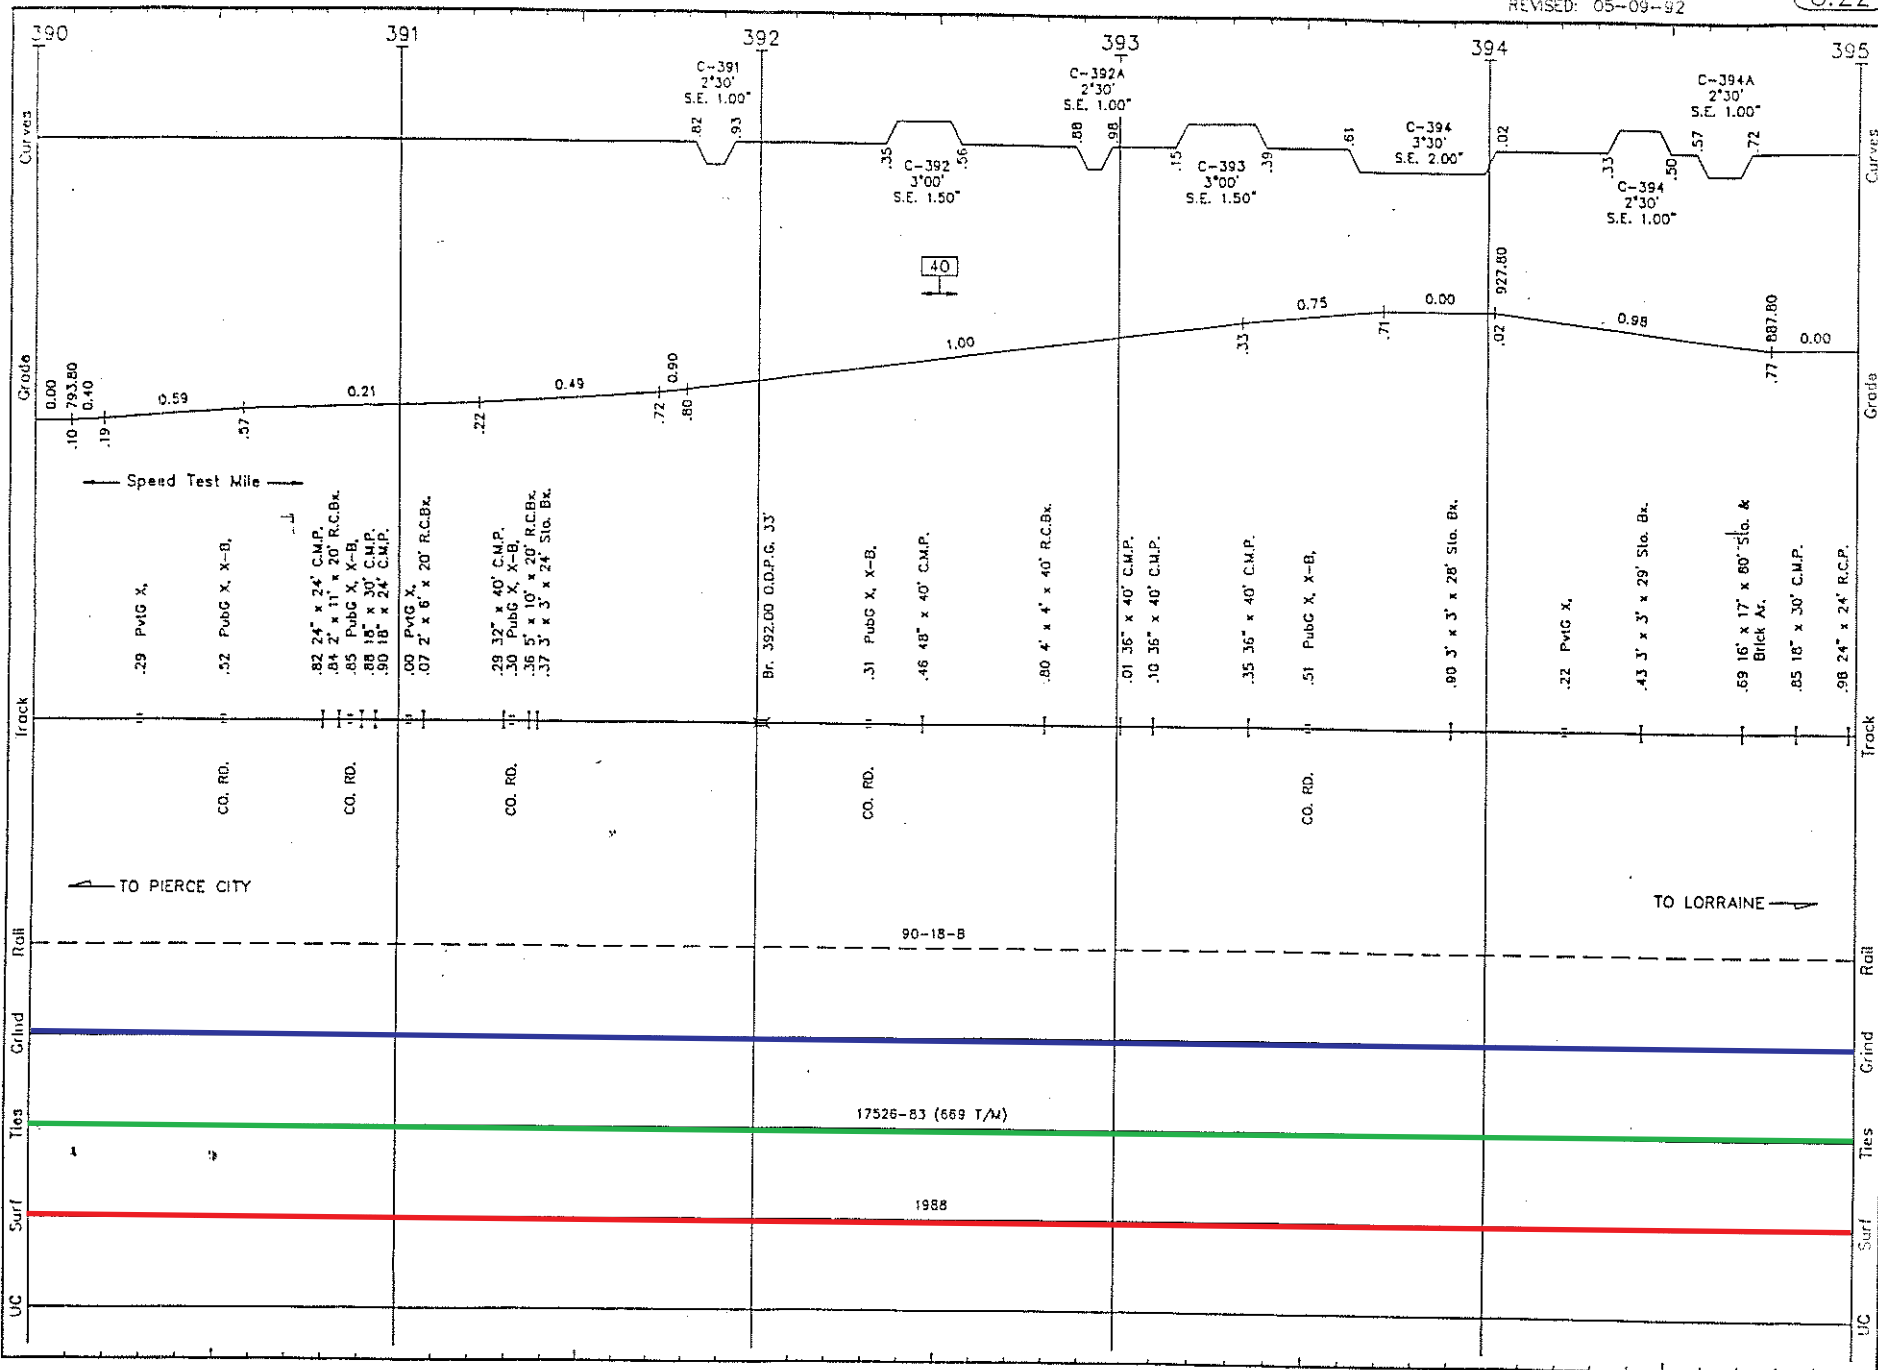 REVISED: 05-09-92
390
391
392
393
394
395
Curves
C-391
2°30'
S.E. 1.00"
.82
.93
.35
C-392
3°00'
S.E. 1.50"
.56
C-392A
2°30'
S.E. 1.00"
.88
.98
.15
C-393
3°00'
S.E. 1.50"
.39
.61
C-394
3°30'
S.E. 2.00"
.02
.33
C-394
2°30'
S.E. 1.00"
.50
.57
C-394A
2°30'
S.E. 1.00"
.72
Curves
40
Grade
0.00
.10
793.80
0.40
.19
0.59
.57
0.21
.22
0.49
.72
0.90
.80
1.00
.33
0.75
.71
0.00
.02
927.80
0.98
.77
887.80
0.00
Grade
Speed Test Mile
.29 PvtG X,
.52 PubG X, X-B,
.82 24" x 24' C.M.P.
.84 2' x 11' x 20' R.C.Bx.
.85 PubG X, X-B,
.88 18" x 30' C.M.P.
.90 18" x 24' C.M.P.
.00 PvtG X,
.07 2' x 6' x 20' R.C.Bx.
.29 32" x 40' C.M.P.
.30 PubG X, X-B,
.36 5' x 10' x 20' R.C.Bx.
.37 3' x 3' x 24' Sto. Bx.
Br. 392.00 O.D.P.G. 33'
.31 PubG X, X-B,
.46 48" x 40' C.M.P.
.80 4' x 4' x 40' R.C.Bx.
.01 36" x 40' C.M.P.
.10 36" x 40' C.M.P.
.35 36" x 40' C.M.P.
.51 PubG X, X-B,
.90 3' x 3' x 28' Sto. Bx.
.22 PvtG X,
.43 3' x 3' x 29' Sto. Bx.
.69 16' x 17' x 80' Sto. &
Brick Ar.
.85 18" x 30' C.M.P.
.98 24" x 24' R.C.P.
Track
Track
CO. RD.
CO. RD.
CO. RD.
CO. RD.
CO. RD.
TO PIERCE CITY
TO LORRAINE
Rail
90-18-B
Rail
Grind
Grind
Ties
17526-83 (669 T/M)
Ties
Surf
1988
Surf
UC
UC